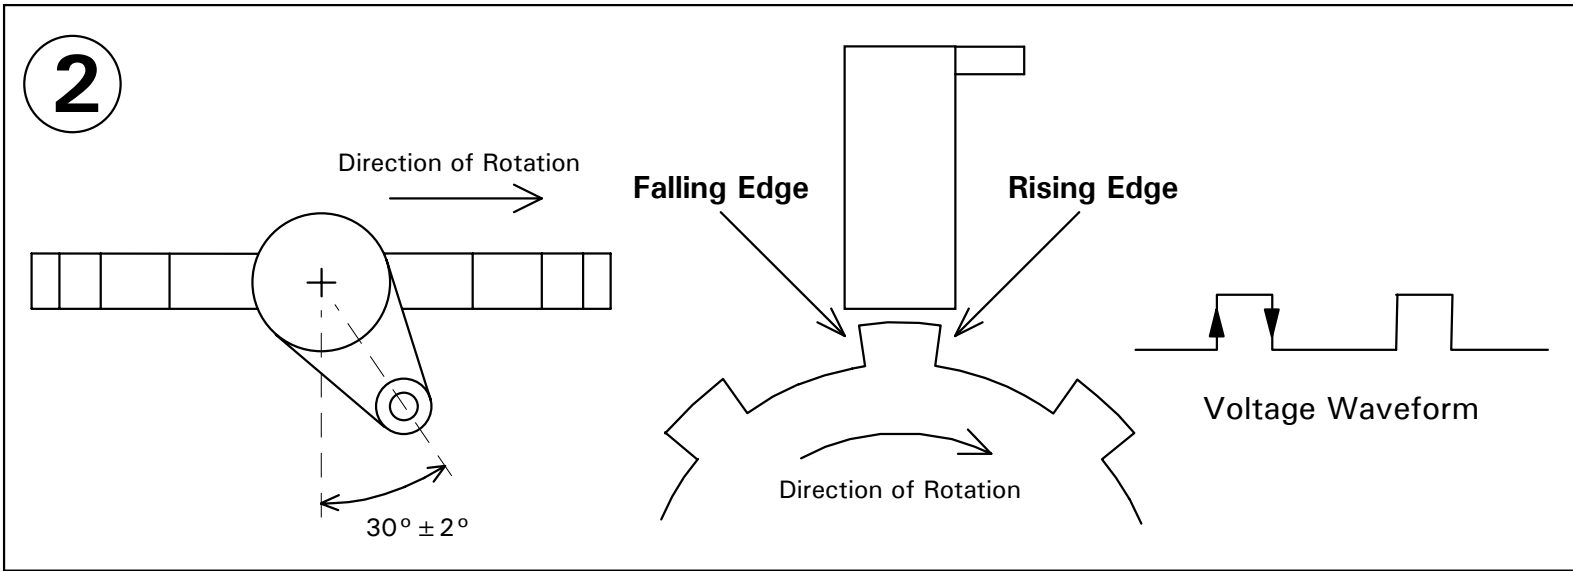 2
Direction of Rotation
Falling Edge
Rising Edge
Voltage Waveform
Direction of Rotation
30° ± 2°